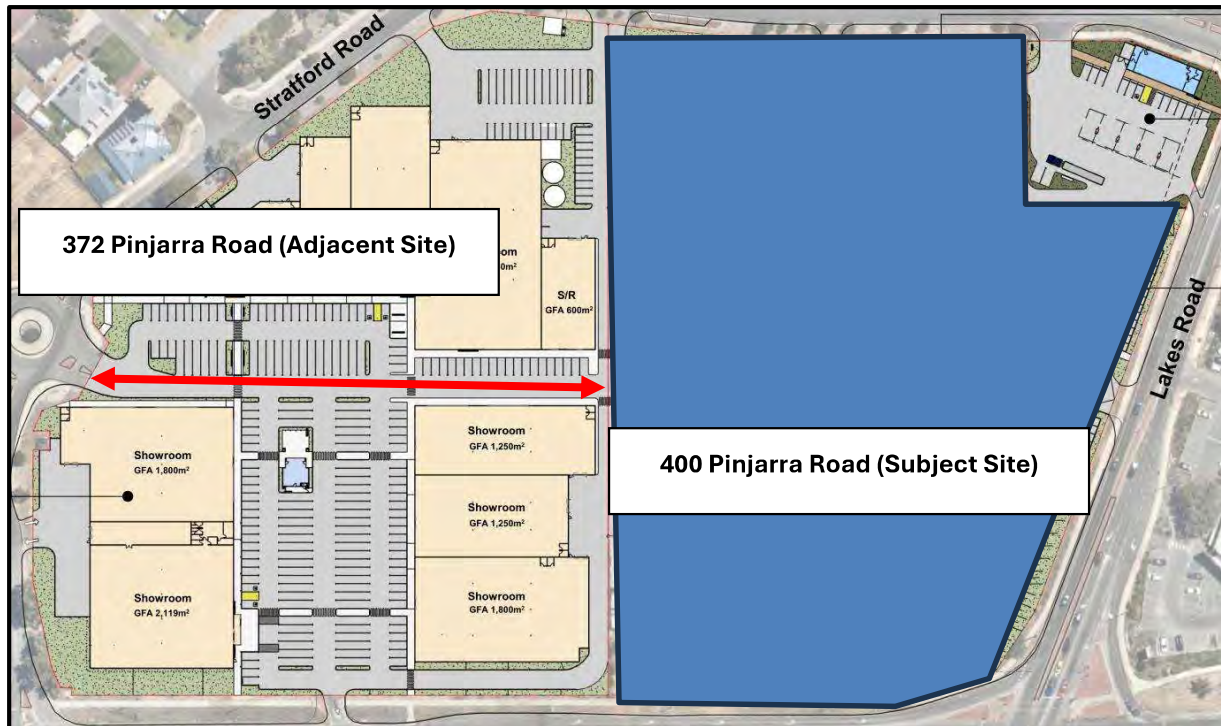 Stratford Road
372 Pinjarra Road (Adjacent Site)
S/R
GFA 600m²
Lakes Road
Showroom
GFA 1,800m²
Showroom
GFA 1,250m²
400 Pinjarra Road (Subject Site)
Showroom
GFA 1,250m²
Showroom
GFA 2,119m²
Showroom
GFA 1,800m²